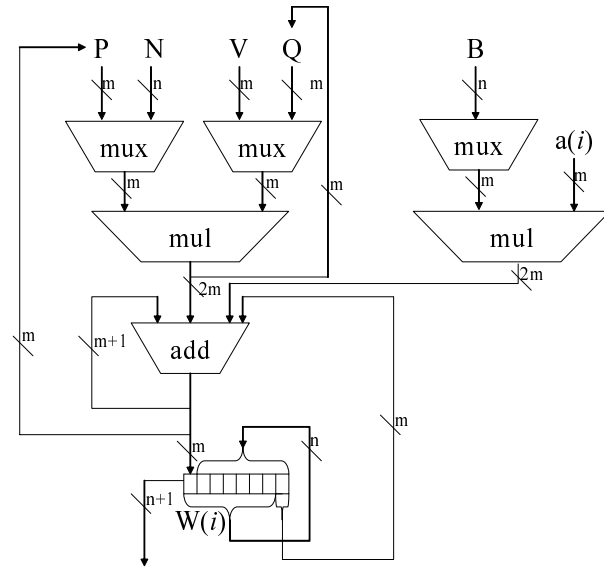 P N V Q B
m n m m n
mux mux mux a(i)
m m m m m
mul mul
2m 2m
m m+1 add m
m n
n+1 W(i)